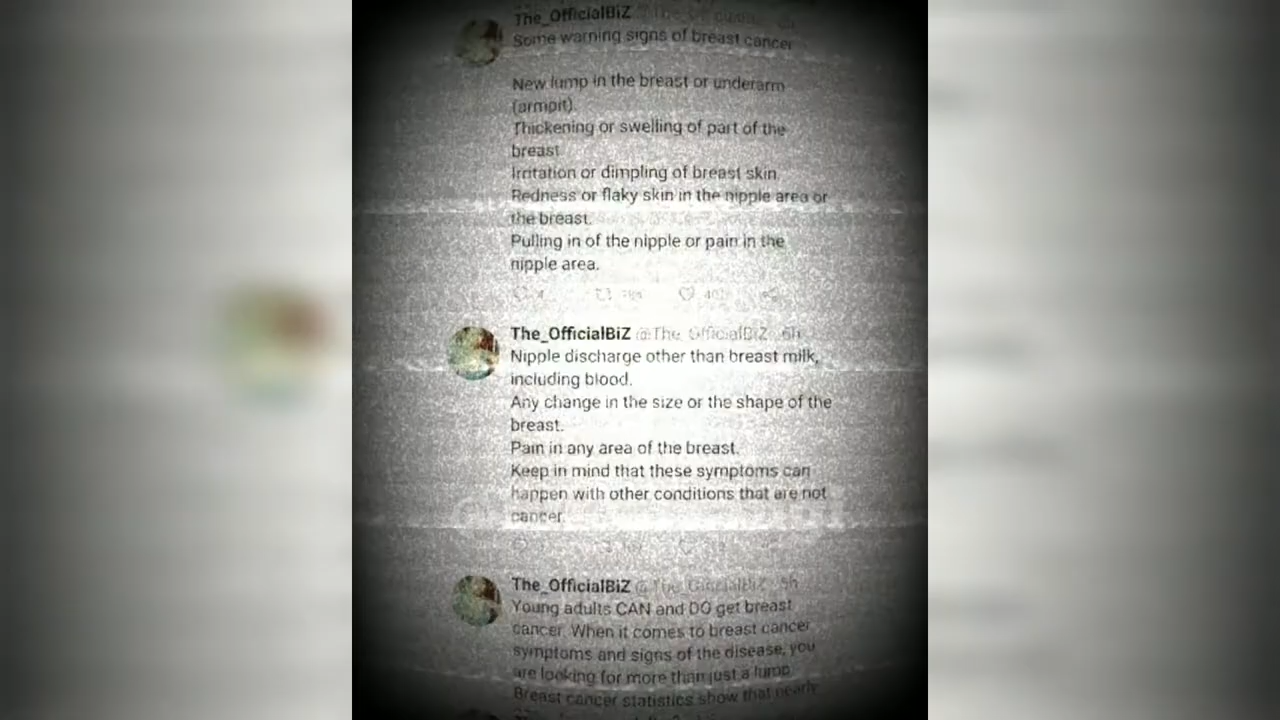 The_OfficialBiZ
Some warning signs of breast cancer
New lump in the breast or underarm
(armpit).
Thickening or swelling of part of the
breast
Irritation or dimpling of breast skin
Redness or flaky skin in the nipple area or
the breast.
Pulling in of the nipple or pain in the
nipple area.
The_OfficialBiZ @The_OfficialBiZ 6h
Nipple discharge other than breast milk,
including blood.
Any change in the size or the shape of the
breast.
Pain in any area of the breast.
Keep in mind that these symptoms can
happen with other conditions that are not
cancer.
The_OfficialBiZ @The_OfficialBiZ 5h
Young adults CAN and DO get breast
cancer. When it comes to breast cancer
symptoms and signs of the disease, you
are looking for more than just a lump
Breast cancer statistics show that nearly